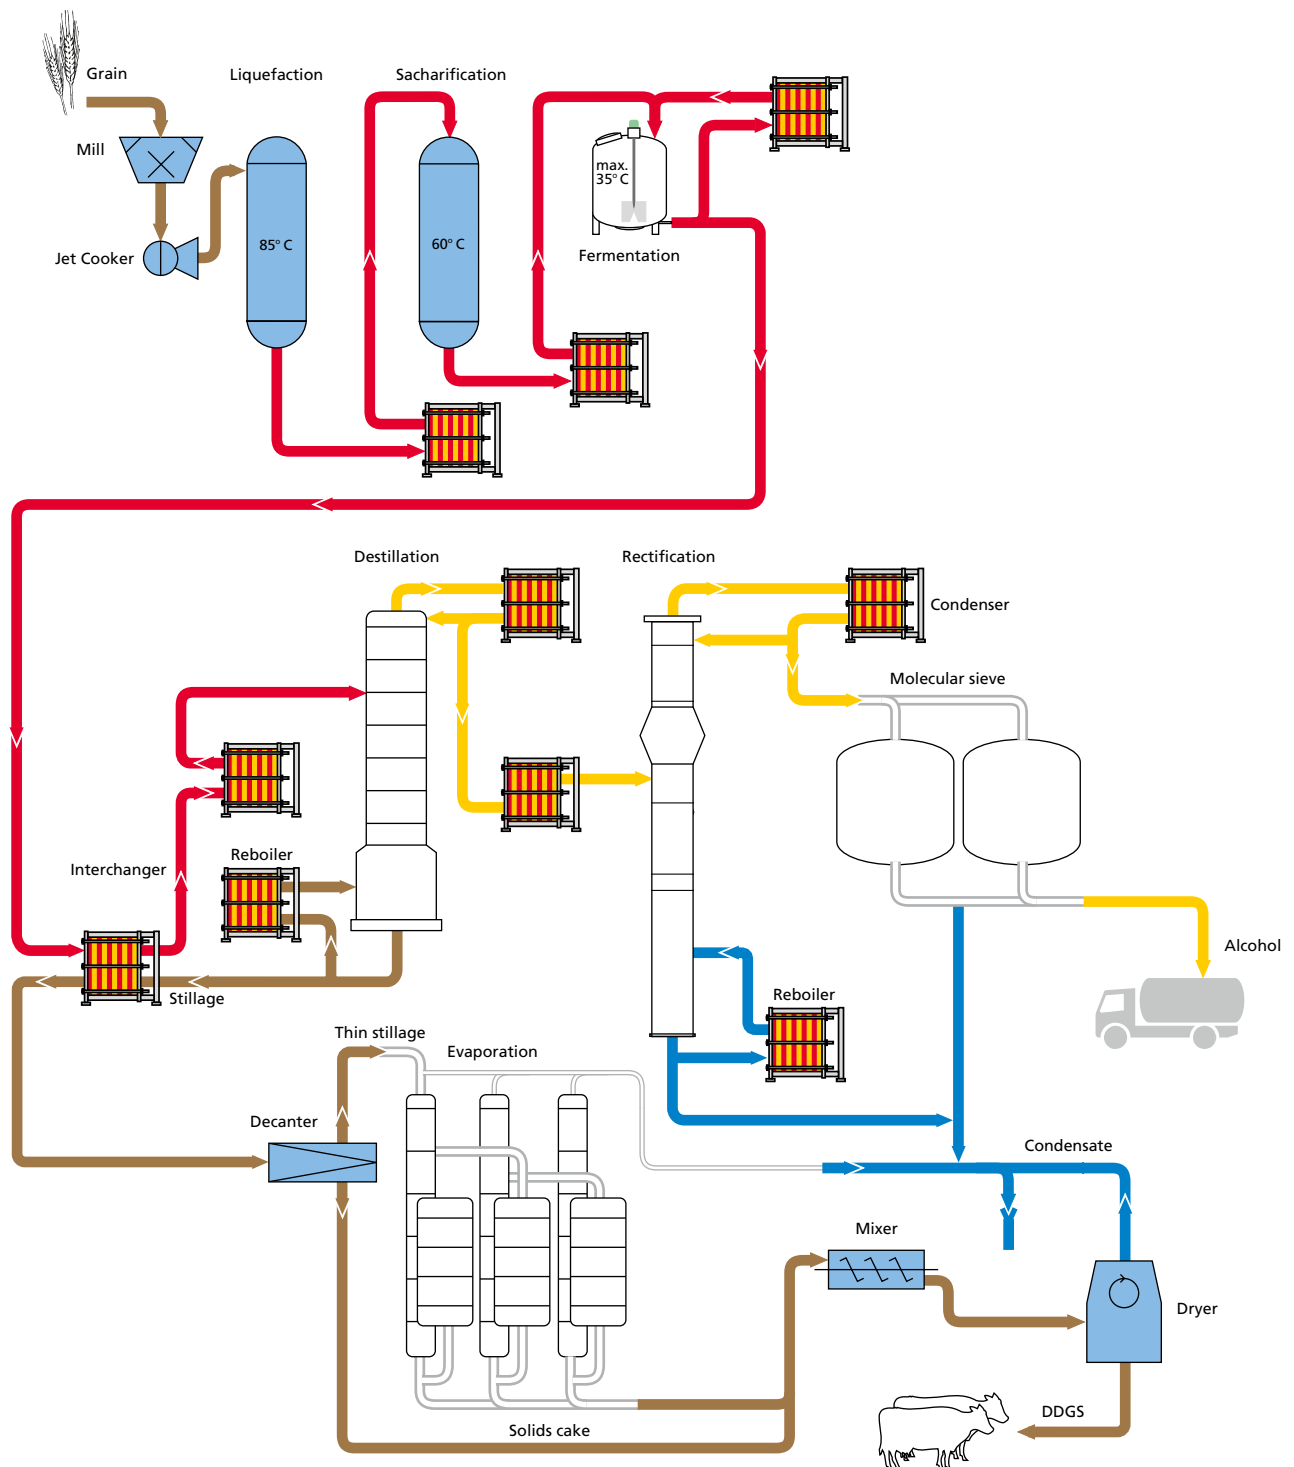 Grain
Liquefaction
Sacharification
Mill
max.
35° C
Jet Cooker
85° C
60° C
Fermentation
Destillation
Rectification
Condenser
Molecular sieve
Interchanger
Reboiler
Alcohol
Stillage
Reboiler
Thin stillage
Evaporation
Decanter
Condensate
Mixer
Dryer
DDGS
Solids cake